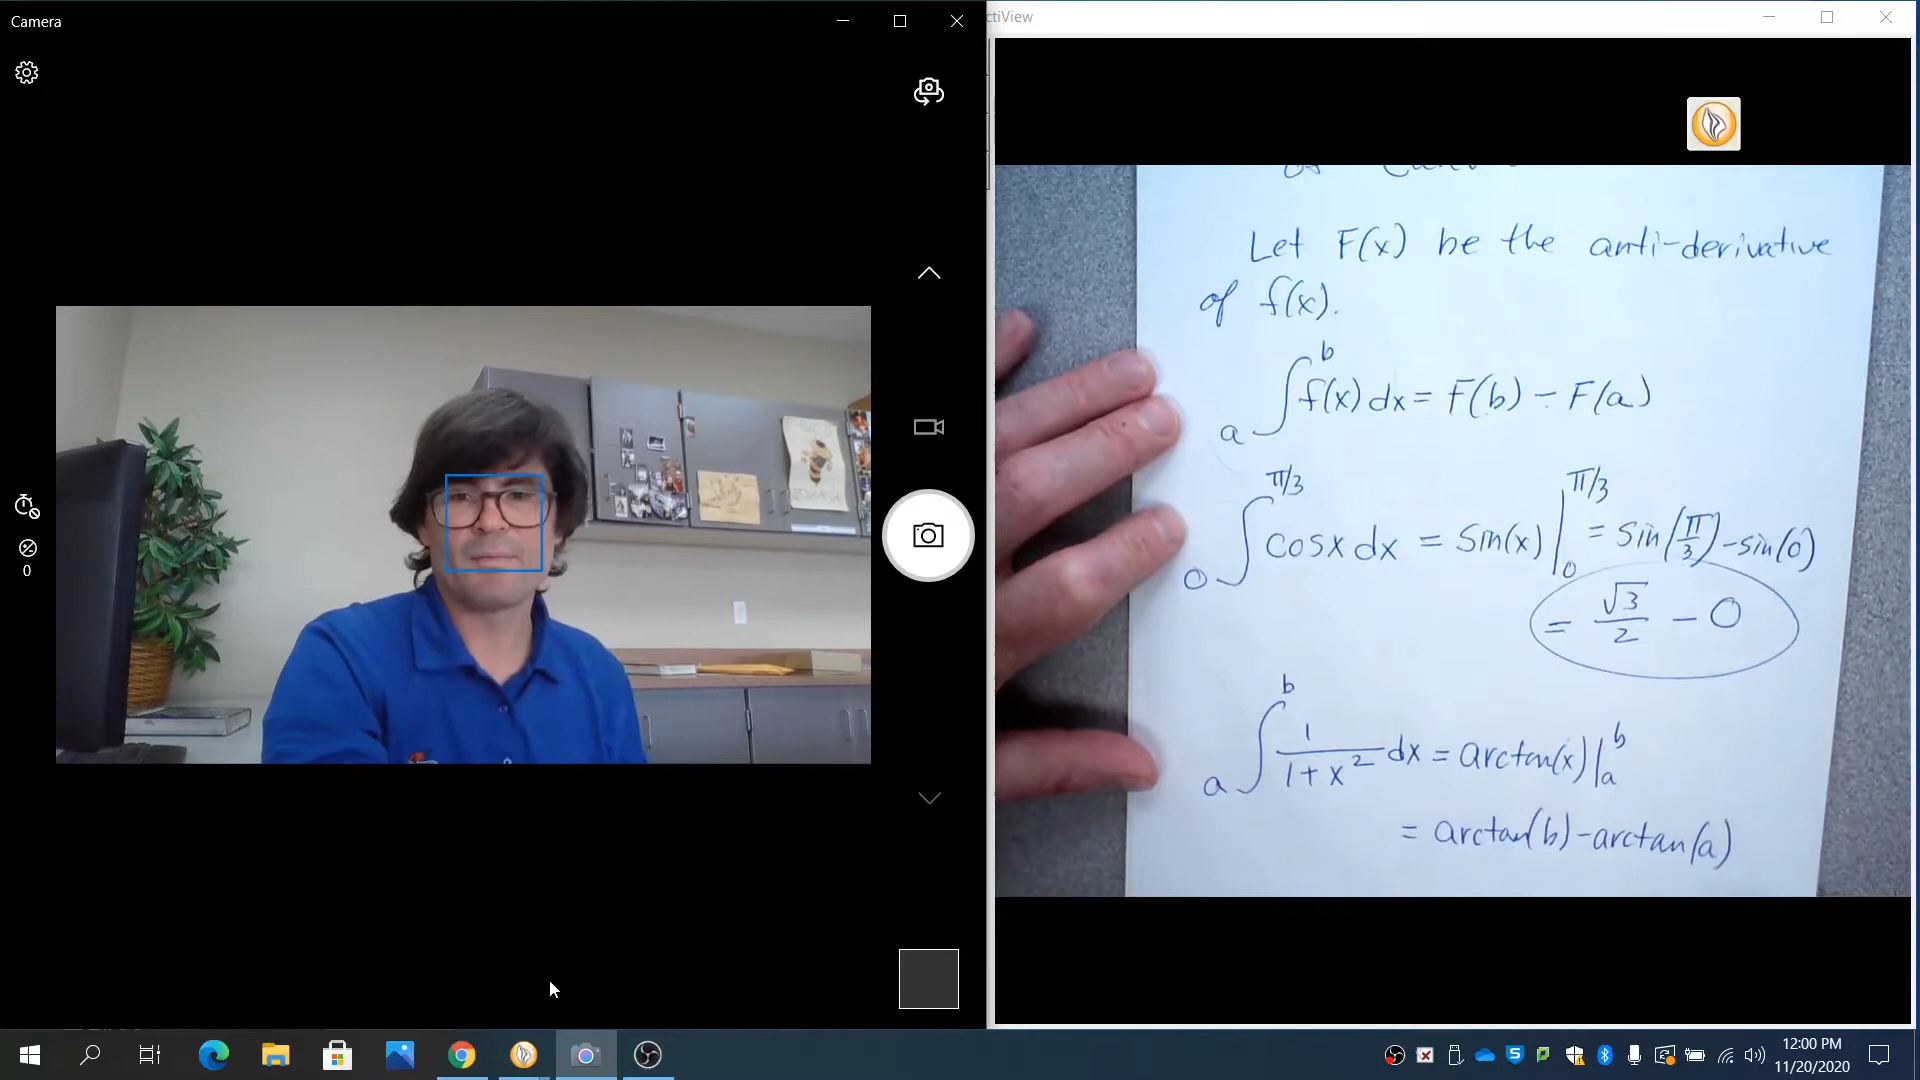 Camera
ctiView
0
Let F(x) be the anti-derivative
of f(x).
∫_a^b f(x) dx = F(b) - F(a)
∫_0^{π/3} cosx dx = Sin(x) |_0^{π/3} = sin(π/3) - sin(0)
= √3/2 - 0
∫_a^b 1/(1+x²) dx = arctan(x) |_a^b
= arctan(b) - arctan(a)
12:00 PM
11/20/2020